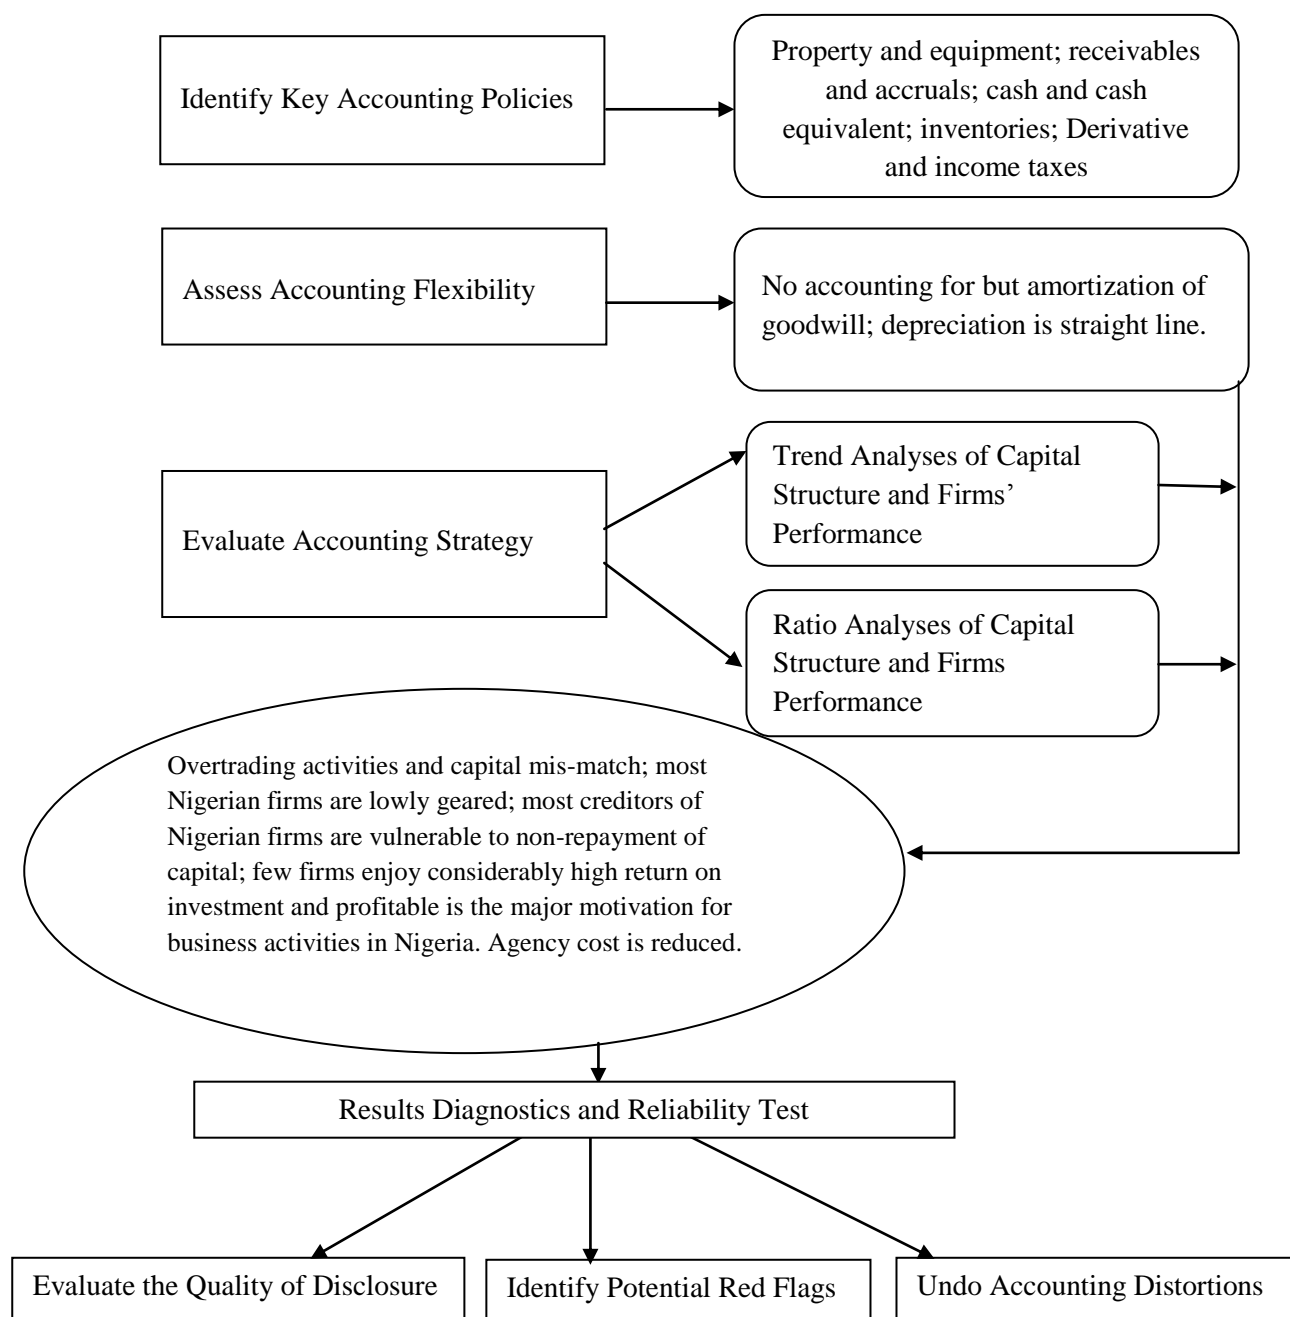 Identify Key Accounting Policies
Property and equipment; receivables
and accruals; cash and cash
equivalent; inventories; Derivative
and income taxes
Assess Accounting Flexibility
No accounting for but amortization of
goodwill; depreciation is straight line.
Evaluate Accounting Strategy
Trend Analyses of Capital
Structure and Firms’
Performance
Ratio Analyses of Capital
Structure and Firms
Performance
Overtrading activities and capital mis-match; most
Nigerian firms are lowly geared; most creditors of
Nigerian firms are vulnerable to non-repayment of
capital; few firms enjoy considerably high return on
investment and profitable is the major motivation for
business activities in Nigeria. Agency cost is reduced.
Results Diagnostics and Reliability Test
Evaluate the Quality of Disclosure
Identify Potential Red Flags
Undo Accounting Distortions